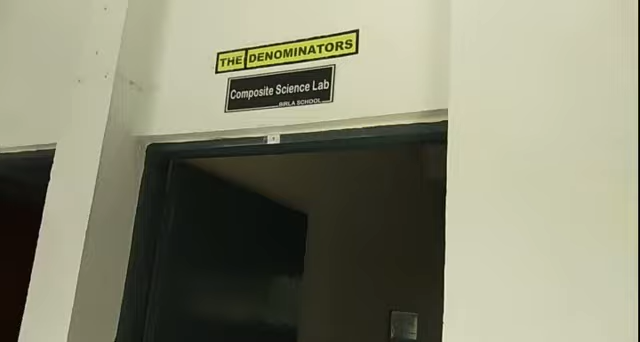 THE DENOMINATORS
Composite Science Lab
BIRLA SCHOOL